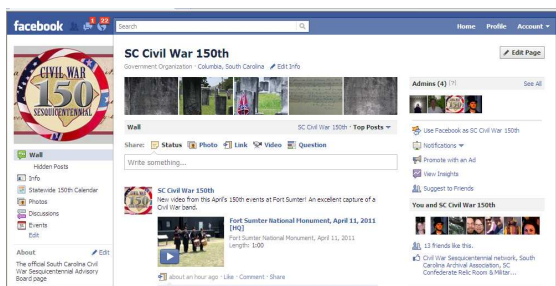 facebook 1 22 Search Home Profile Account
SC Civil War 150th
Government Organization · Columbia, South Carolina Edit Info
Edit Page
CIVIL WAR
150
SESQUICENTENNIAL
Wall
Hidden Posts
Info
Statewide 150th Calendar
Photos
Discussions
Events
Edit
About Edit
The official South Carolina Civil
War Sesquicentennial Advisory
Board page
Wall SC Civil War 150th · Top Posts
Share: Status Photo Link Video Question
Write something...
SC Civil War 150th
New video from this April's 150th events at Fort Sumter! An excellent capture of a
Civil War band.
Fort Sumter National Monument, April 11, 2011
[HQ]
Fort Sumter National Monument, April 11, 2011
Length: 1:00
about an hour ago · Like · Comment · Share
Admins (4) [?] See All
Use Facebook as SC Civil War 150th
Notifications
Promote with an Ad
View Insights
Suggest to Friends
You and SC Civil War 150th
13 friends like this.
Civil War Sesquicentennial network, South
Carolina Archival Association, SC
Confederate Relic Room & Militar...